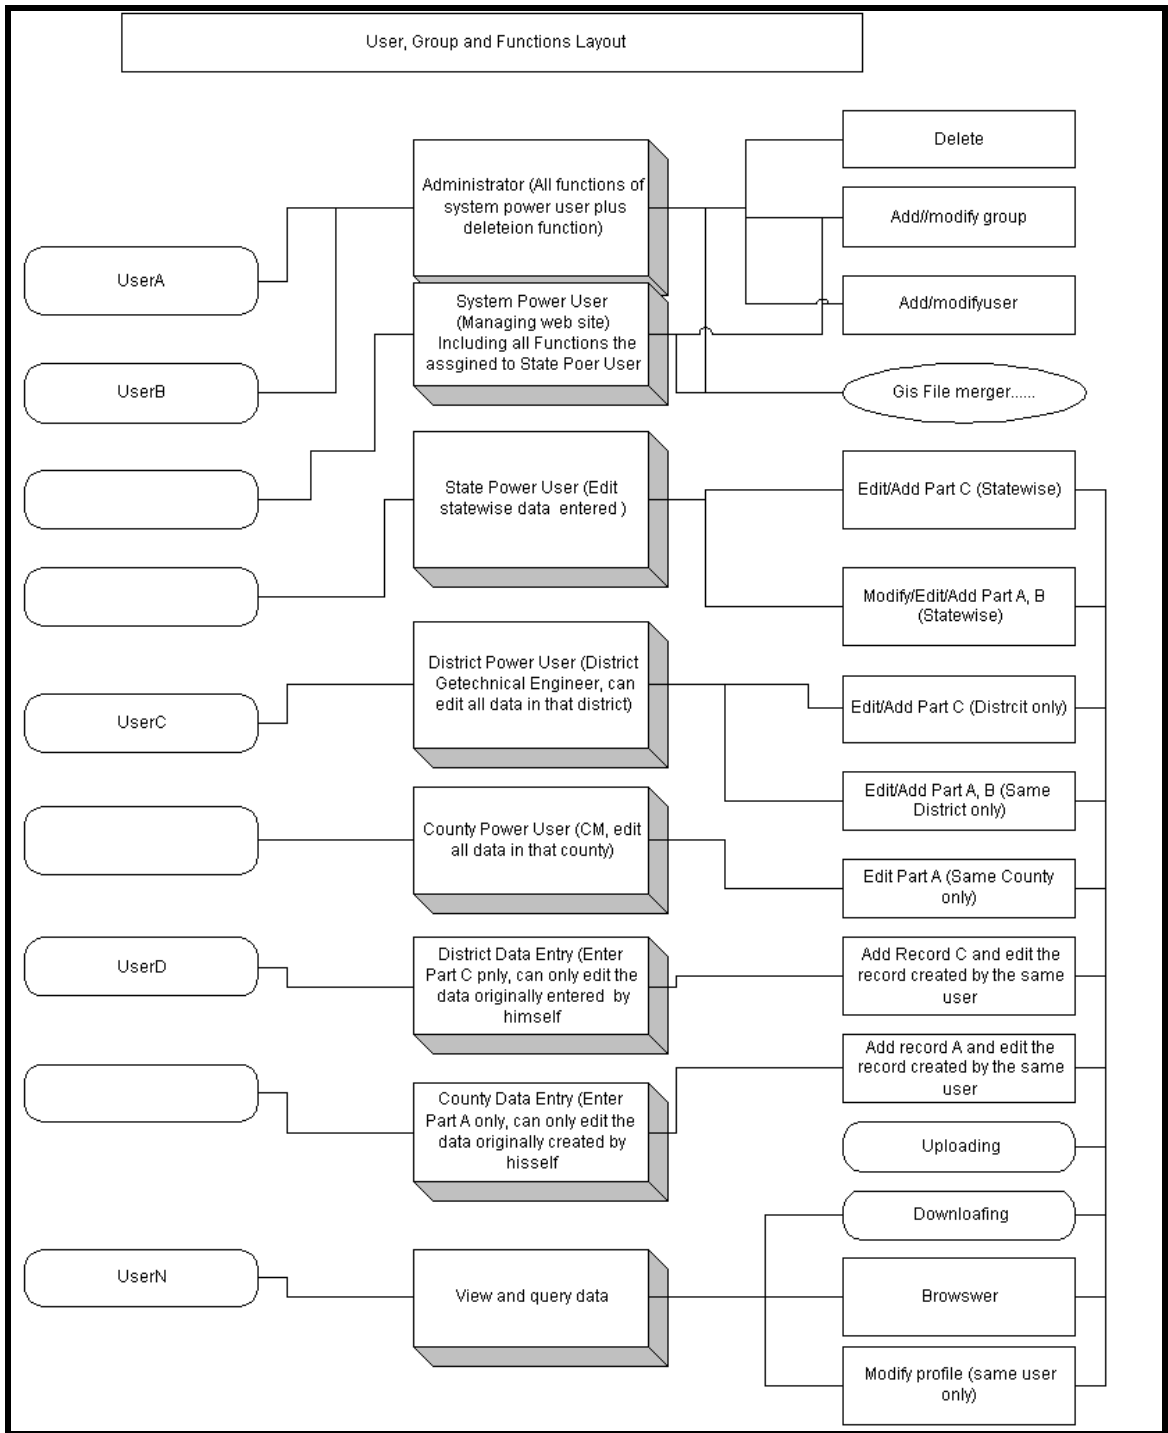 User, Group and Functions Layout
UserA
UserB
UserC
UserD
UserN
Administrator (All functions of
system power user plus
deleteion function)
System Power User
(Managing web site)
Including all Functions the
assgined to State Poer User
State Power User (Edit
statewise data entered )
District Power User (District
Getechnical Engineer, can
edit all data in that district)
County Power User (CM, edit
all data in that county)
District Data Entry (Enter
Part C pnly, can only edit the
data originally entered by
himself
County Data Entry (Enter
Part A only, can only edit the
data originally created by
hisself
View and query data
Delete
Add//modify group
Add/modifyuser
Gis File merger......
Edit/Add Part C (Statewise)
Modify/Edit/Add Part A, B
(Statewise)
Edit/Add Part C (Distrcit only)
Edit/Add Part A, B (Same
District only)
Edit Part A (Same County
only)
Add Record C and edit the
record created by the same
user
Add record A and edit the
record created by the same
user
Uploading
Downloafing
Browswer
Modify profile (same user
only)